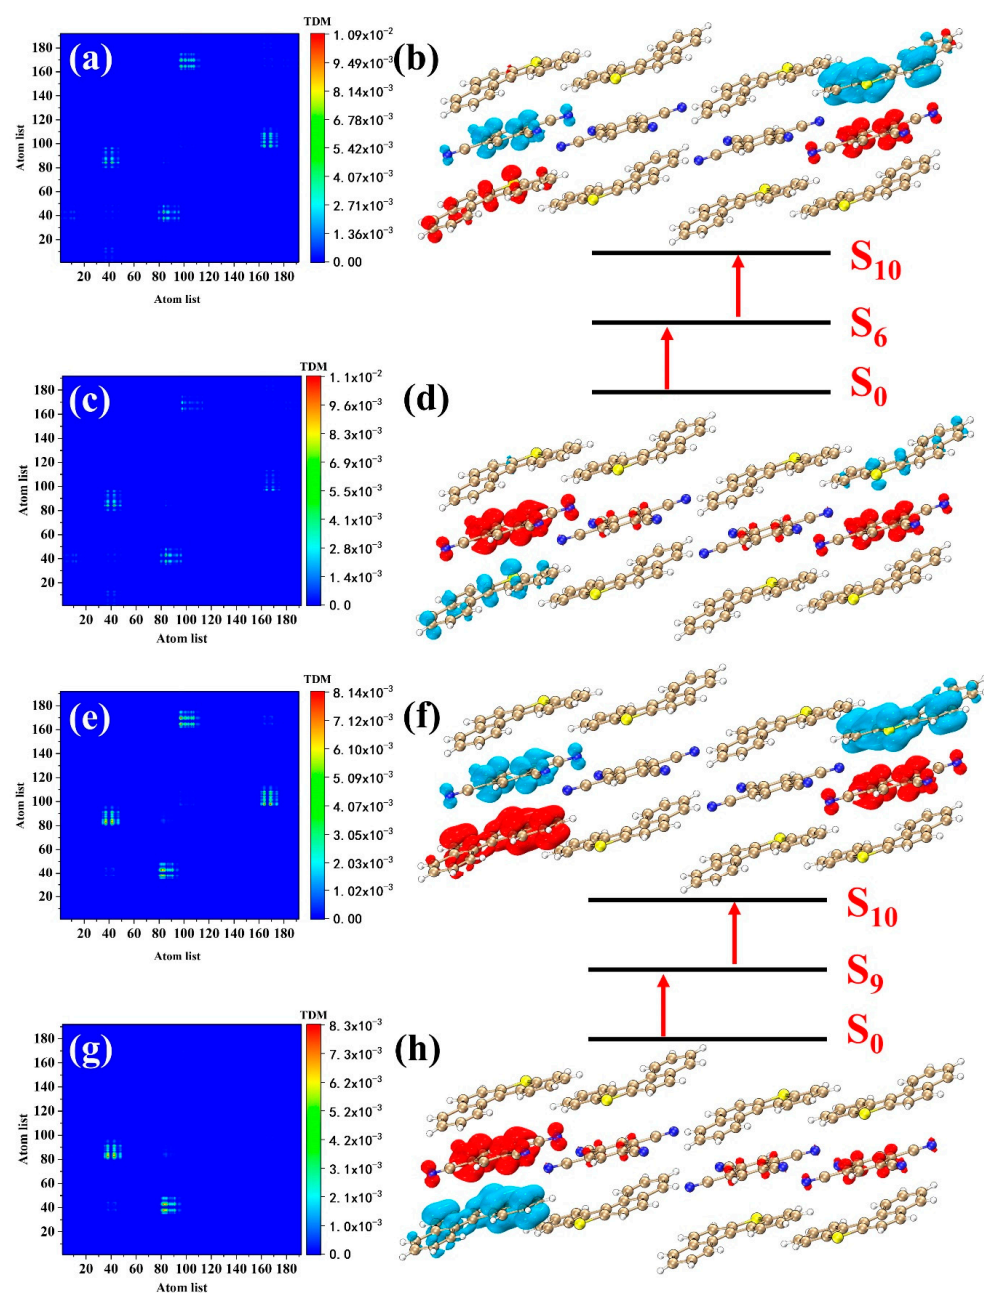 TDM
(a)
Atom list
180
160
140
120
100
80
60
40
20
20 40 60 80 100 120 140 160 180
Atom list
1.09x10⁻²
9.49x10⁻³
8.14x10⁻³
6.78x10⁻³
5.42x10⁻³
4.07x10⁻³
2.71x10⁻³
1.36x10⁻³
0.00
(b)
S₁₀
S₆
S₀
TDM
(c)
Atom list
180
160
140
120
100
80
60
40
20
20 40 60 80 100 120 140 160 180
Atom list
1.1x10⁻²
9.6x10⁻³
8.3x10⁻³
6.9x10⁻³
5.5x10⁻³
4.1x10⁻³
2.8x10⁻³
1.4x10⁻³
0.0
(d)
TDM
(e)
Atom list
180
160
140
120
100
80
60
40
20
20 40 60 80 100 120 140 160 180
Atom list
8.14x10⁻³
7.12x10⁻³
6.10x10⁻³
5.09x10⁻³
4.07x10⁻³
3.05x10⁻³
2.03x10⁻³
1.02x10⁻³
0.00
(f)
S₁₀
S₉
S₀
TDM
(g)
Atom list
180
160
140
120
100
80
60
40
20
20 40 60 80 100 120 140 160 180
Atom list
8.3x10⁻³
7.3x10⁻³
6.2x10⁻³
5.2x10⁻³
4.2x10⁻³
3.1x10⁻³
2.1x10⁻³
1.0x10⁻³
0.0
(h)